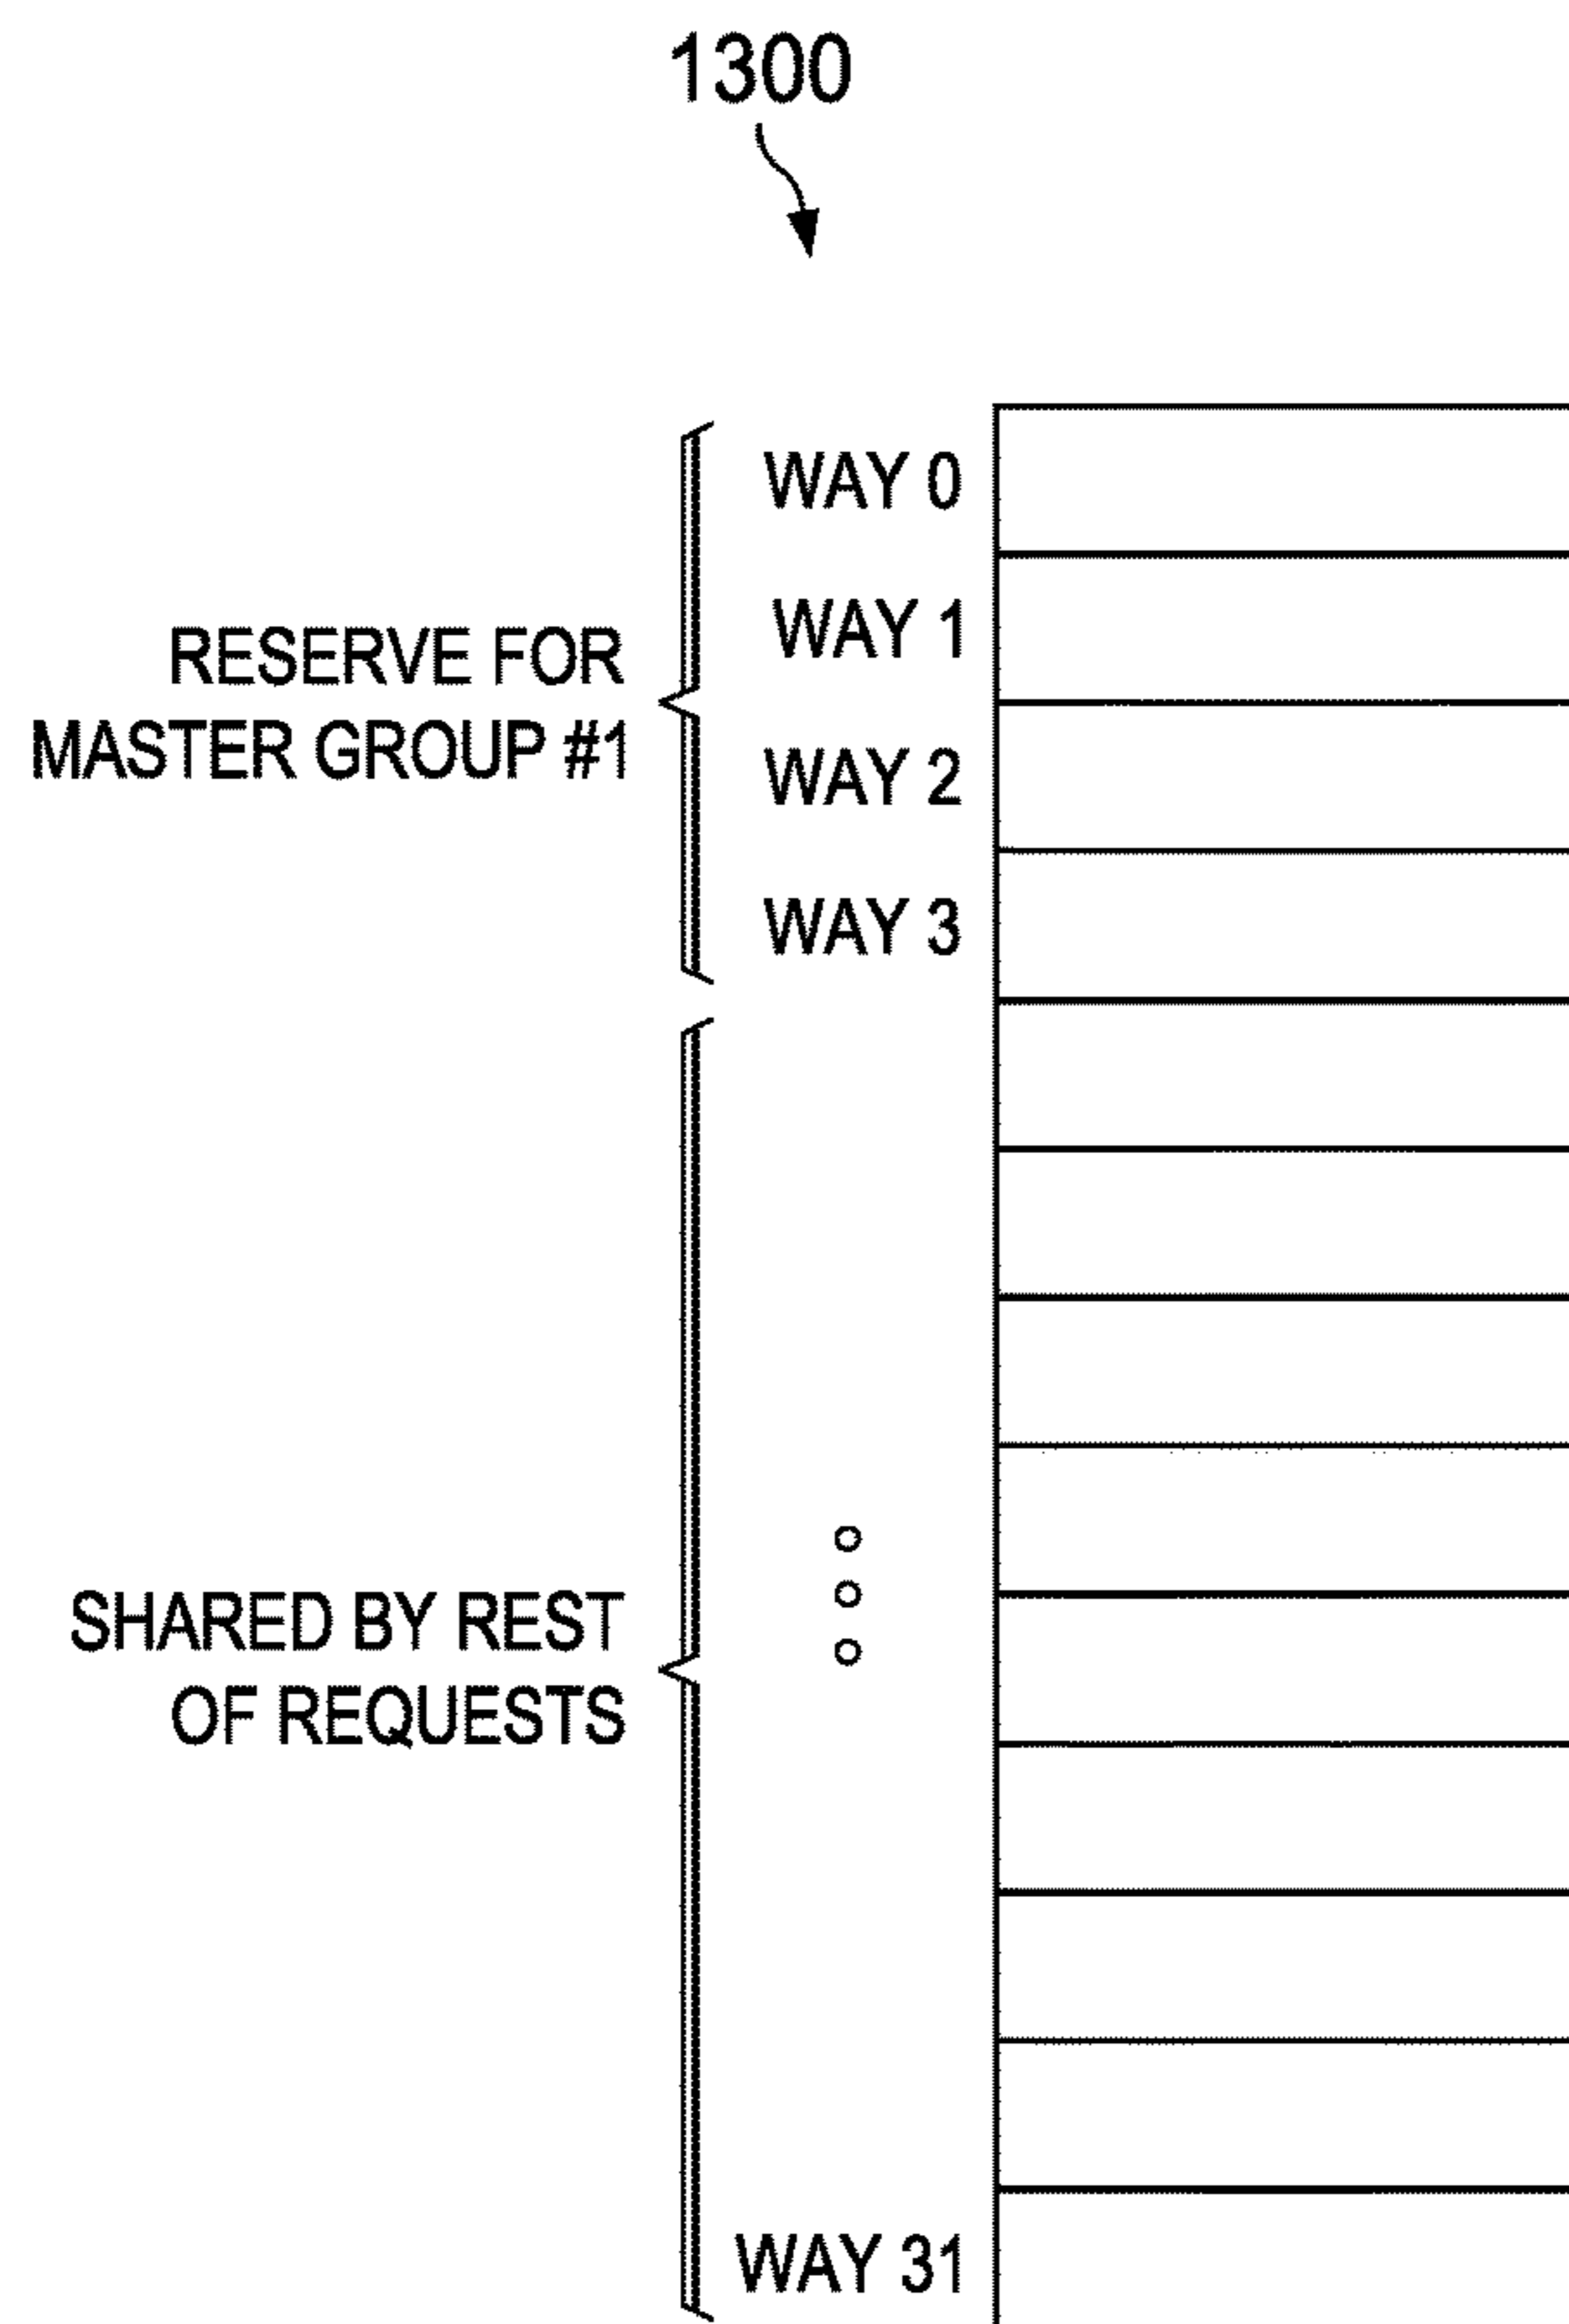 1300
WAY 0
WAY 1
RESERVE FOR
MASTER GROUP #1
WAY 2
WAY 3
SHARED BY REST
OF REQUESTS
WAY 31